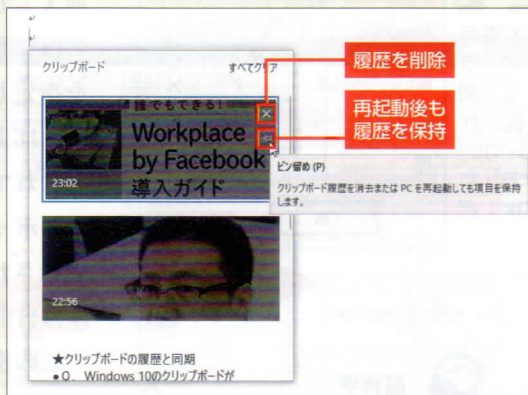 クリップボード
すべてクリア
履歴を削除
誰でもできる!
Workplace
by Facebook
導入ガイド
23:02
再起動後も
履歴を保持
ピン留め (P)
クリップボード履歴を消去または PC を再起動しても項目を保持
します。
22:56
★クリップボードの履歴と同期
●Q. Windows 10のクリップボードが